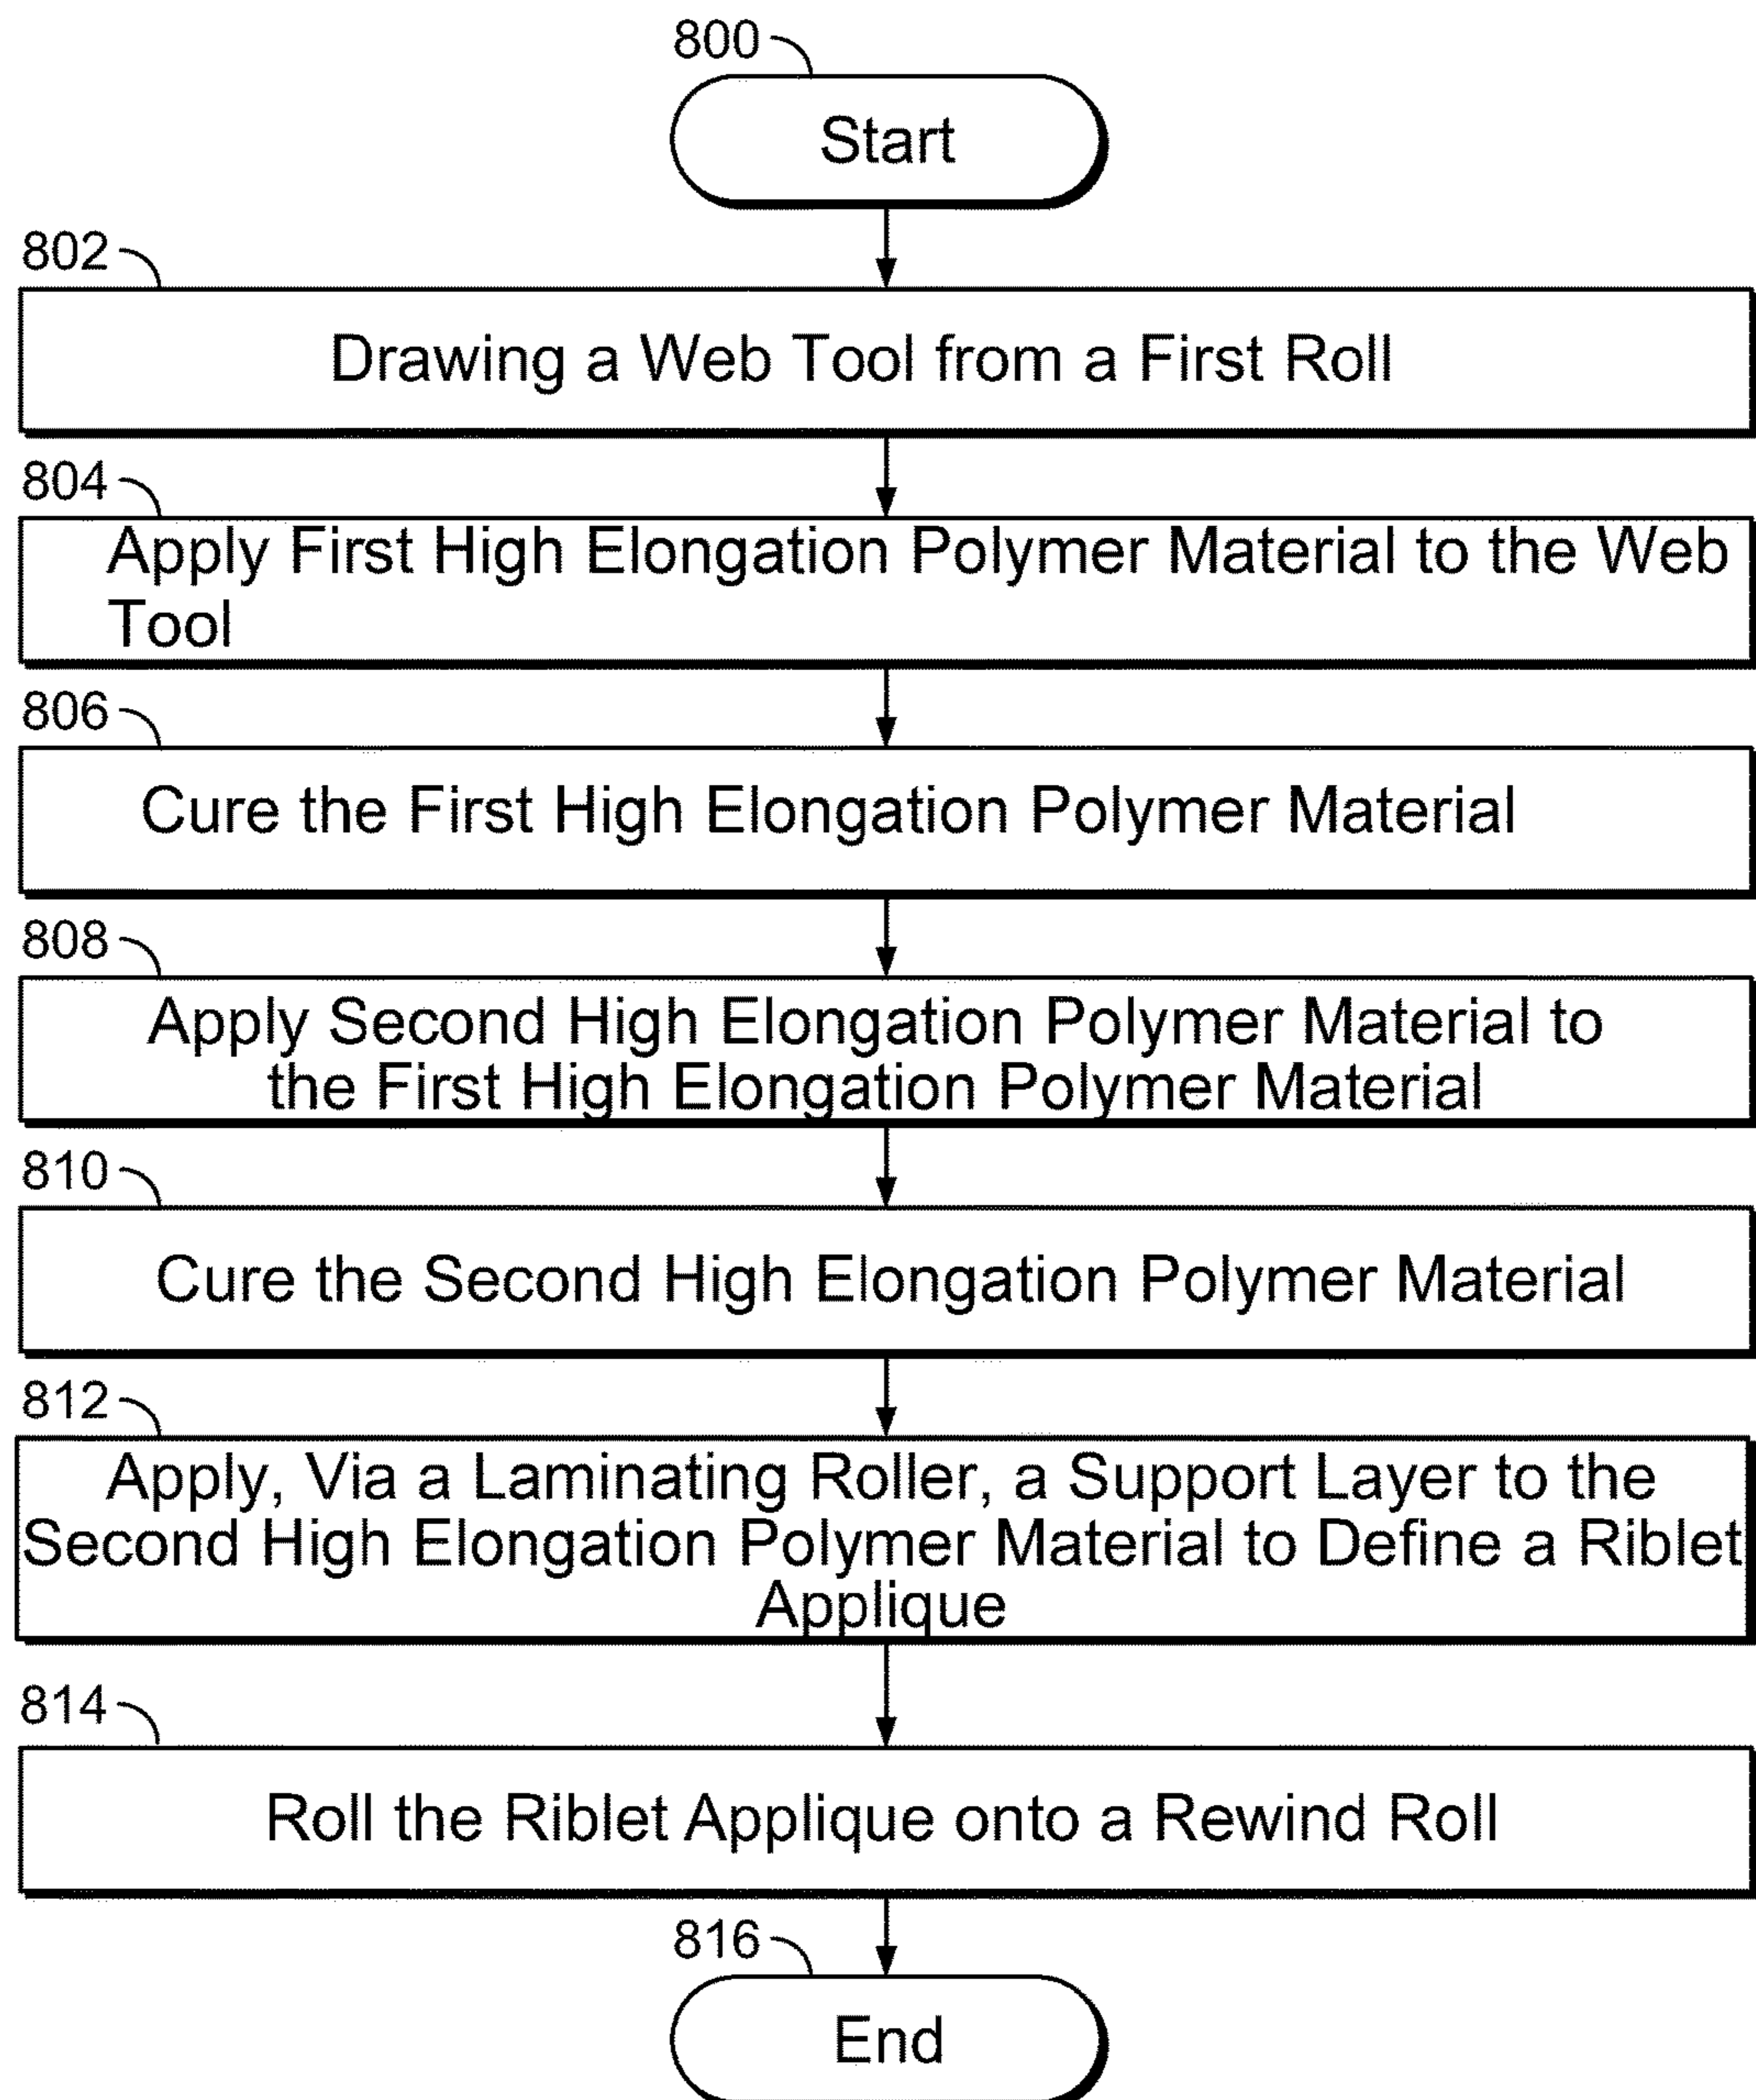 800
Start
802
Drawing a Web Tool from a First Roll
804
Apply First High Elongation Polymer Material to the Web
Tool
806
Cure the First High Elongation Polymer Material
808
Apply Second High Elongation Polymer Material to
the First High Elongation Polymer Material
810
Cure the Second High Elongation Polymer Material
812
Apply, Via a Laminating Roller, a Support Layer to the
Second High Elongation Polymer Material to Define a Riblet
Applique
814
Roll the Riblet Applique onto a Rewind Roll
816
End